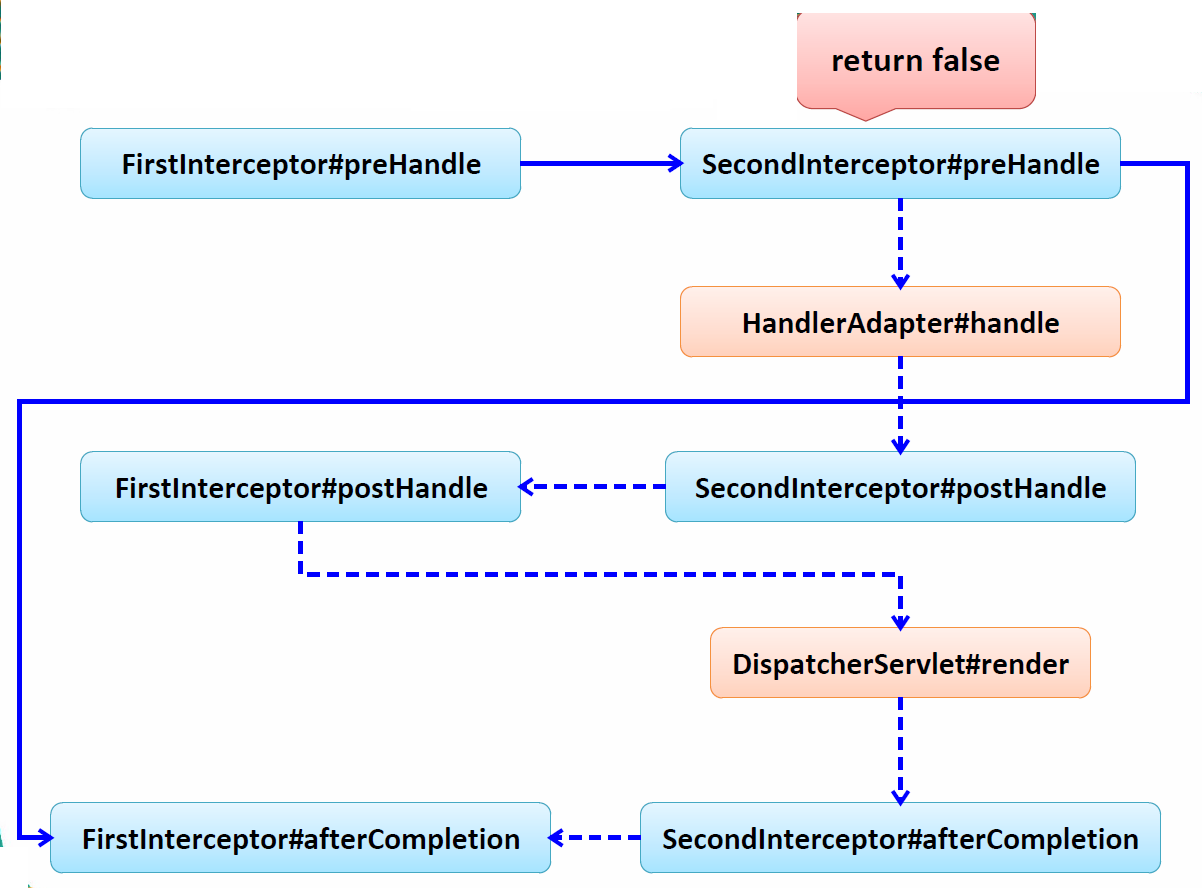 return false
FirstInterceptor#preHandle
SecondInterceptor#preHandle
HandlerAdapter#handle
FirstInterceptor#postHandle
SecondInterceptor#postHandle
DispatcherServlet#render
FirstInterceptor#afterCompletion
SecondInterceptor#afterCompletion